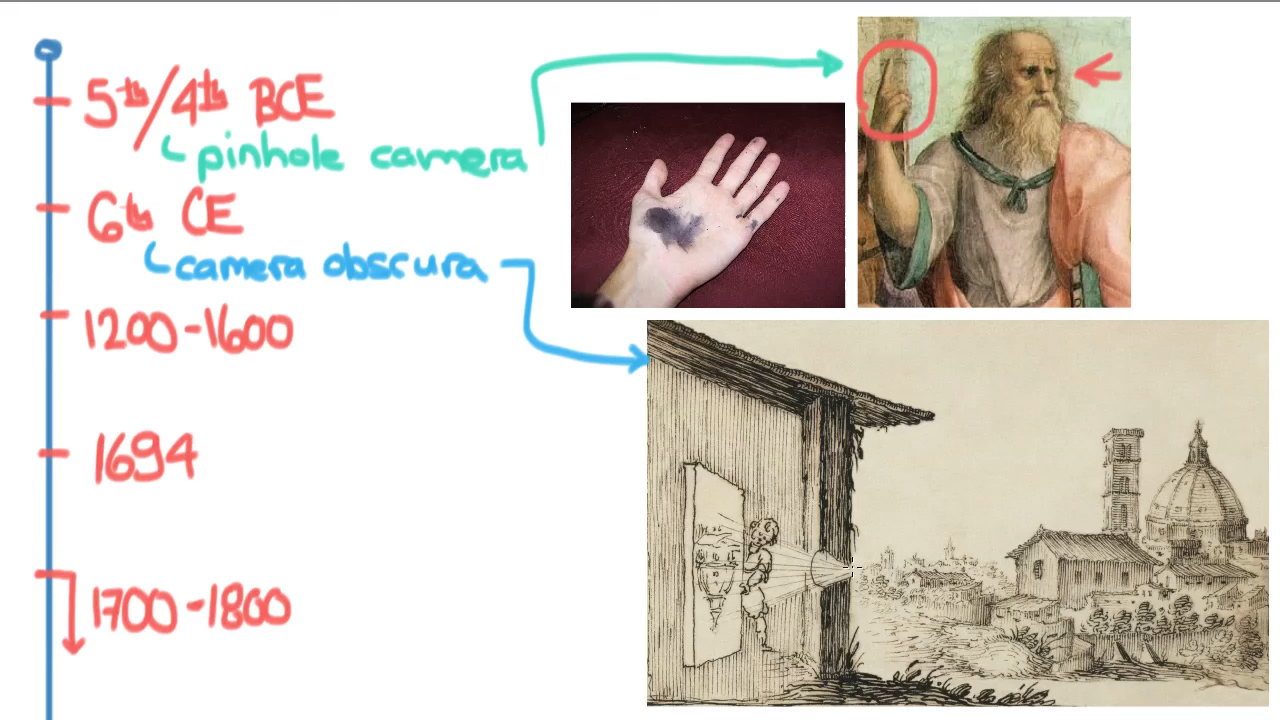 5th/4th BCE
pinhole camera
6th CE
camera obscura
1200-1600
1694
1700-1800